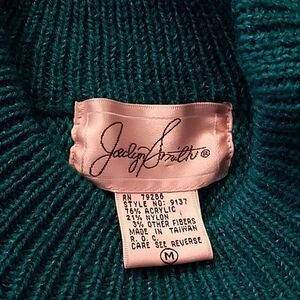 Jaclyn Smith®
RN 79286
STYLE NO: 9137
76% ACRYLIC
21% NYLON
3% OTHER FIBERS
MADE IN TAIWAN
R. O. C.
CARE SEE REVERSE
M